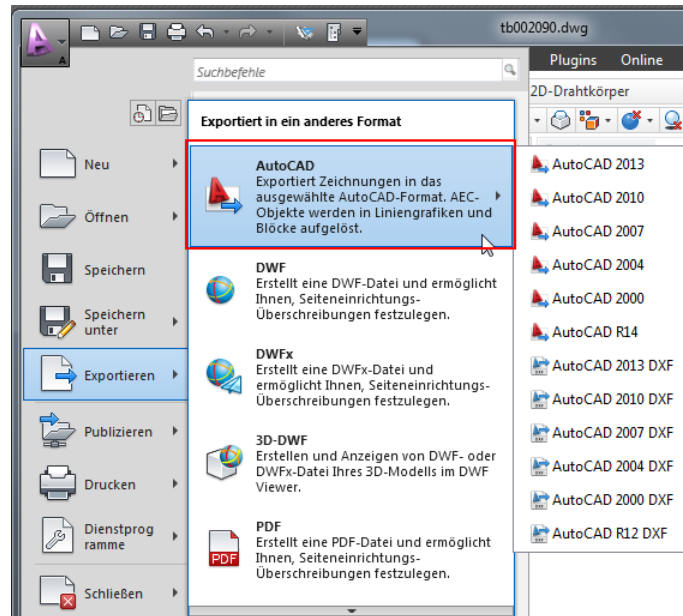 tb002090.dwg
A
Suchbefehle
Plugins Online
2D-Drahtkörper
Exportiert in ein anderes Format
Neu
Öffnen
Speichern
Speichern
unter
Exportieren
Publizieren
Drucken
Dienstprog
ramme
Schließen
AutoCAD
Exportiert Zeichnungen in das
ausgewählte AutoCAD-Format. AEC-
Objekte werden in Liniengrafiken und
Blöcke aufgelöst.
DWF
Erstellt eine DWF-Datei und ermöglicht
Ihnen, Seiteneinrichtungs-
Überschreibungen festzulegen.
DWFx
Erstellt eine DWFx-Datei und
ermöglicht Ihnen, Seiteneinrichtungs-
Überschreibungen festzulegen.
3D-DWF
Erstellen und Anzeigen von DWF- oder
DWFx-Datei Ihres 3D-Modells im DWF
Viewer.
PDF
PDF
Erstellt eine PDF-Datei und ermöglicht
Ihnen, Seiteneinrichtungs-
Überschreibungen festzulegen.
AutoCAD 2013
AutoCAD 2010
AutoCAD 2007
AutoCAD 2004
AutoCAD 2000
AutoCAD R14
AutoCAD 2013 DXF
AutoCAD 2010 DXF
AutoCAD 2007 DXF
AutoCAD 2004 DXF
AutoCAD 2000 DXF
AutoCAD R12 DXF